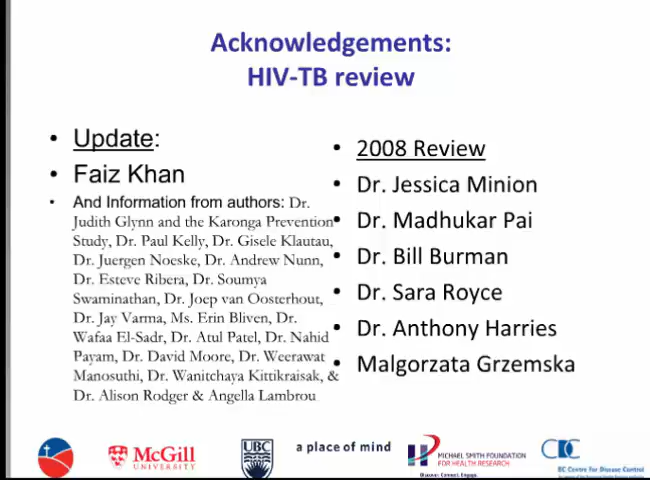 Acknowledgements:
HIV-TB review
• Update:
• Faiz Khan
• And Information from authors: Dr.
Judith Glynn and the Karonga Prevention
Study, Dr. Paul Kelly, Dr. Gisele Klautau,
Dr. Juergen Noeske, Dr. Andrew Nunn,
Dr. Esteve Ribera, Dr. Soumya
Swaminathan, Dr. Joep van Oosterhout,
Dr. Jay Varma, Ms. Erin Bliven, Dr.
Wafaa El-Sadr, Dr. Atul Patel, Dr. Nahid
Payam, Dr. David Moore, Dr. Weerawat
Manosuthi, Dr. Wanitchaya Kittikraisak, &
Dr. Alison Rodger & Angella Lambrou
• 2008 Review
• Dr. Jessica Minion
• Dr. Madhukar Pai
• Dr. Bill Burman
• Dr. Sara Royce
• Dr. Anthony Harries
• Malgorzata Grzemska
McGill
UNIVERSITY
UBC
a place of mind
MICHAEL SMITH FOUNDATION
FOR HEALTH RESEARCH
Discover. Connect. Engage.
CDC
BC Centre For Disease Control